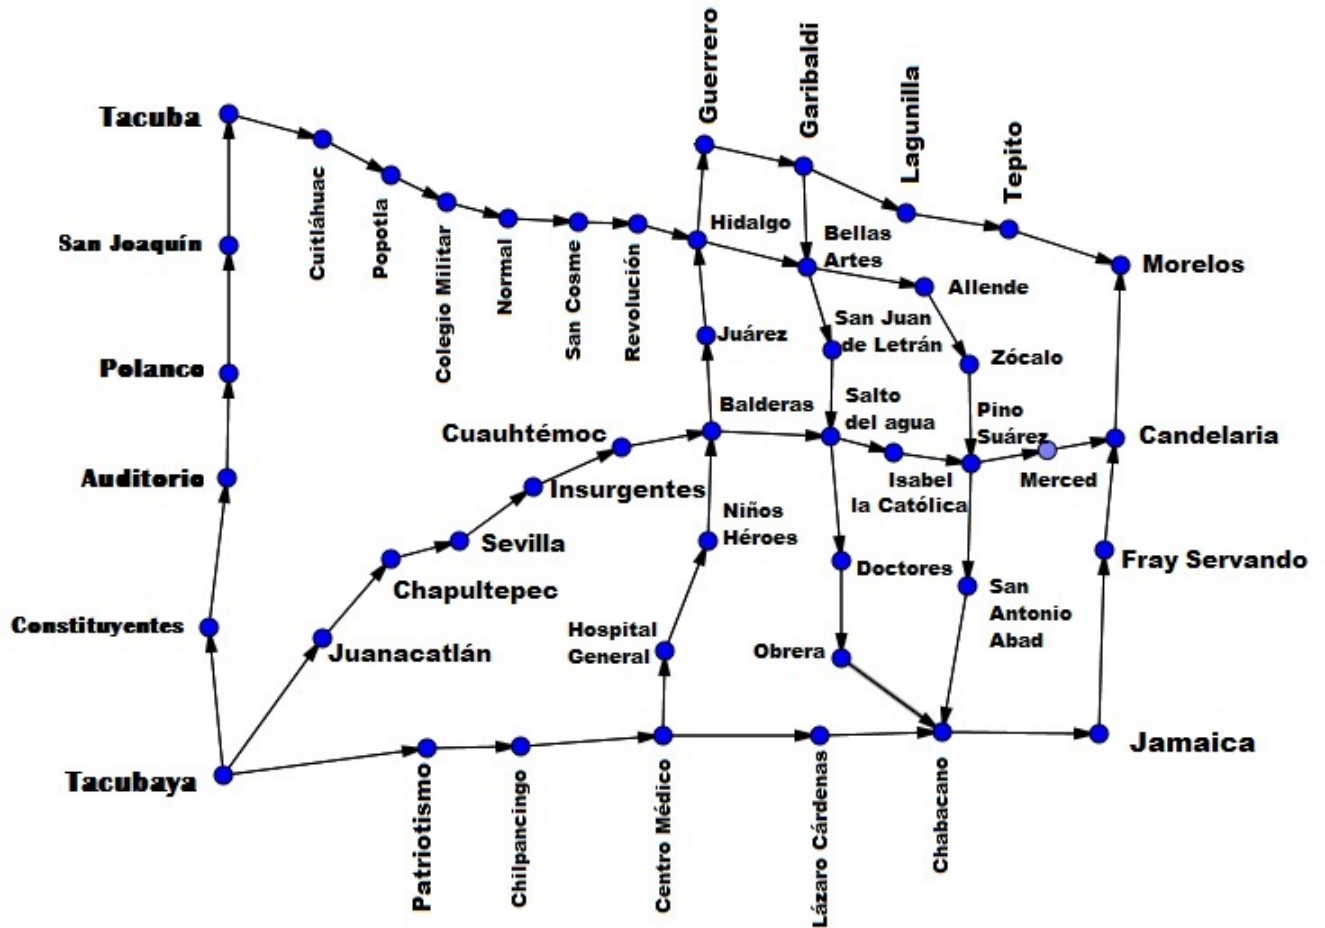 Guerrero
Garibaldi
Lagunilla
Tepito
Tacuba
Cuitláhuac
Popotla
Colegio Militar
Normal
San Cosme
Revolución
Hidalgo
Bellas
Artes
Morelos
San Joaquín
Allende
Juárez
San Juan
de Letrán
Zócalo
Polanco
Balderas
Salto
del agua
Pino
Suárez
Cuauhtémoc
Candelaria
Auditorio
Insurgentes
Isabel
la Católica
Merced
Niños
Héroes
Sevilla
Doctores
Fray Servando
Chapultepec
San
Antonio
Abad
Constituyentes
Juanacatlán
Hospital
General
Obrera
Jamaica
Tacubaya
Patriotismo
Chilpancingo
Centro Médico
Lázaro Cárdenas
Chabacano